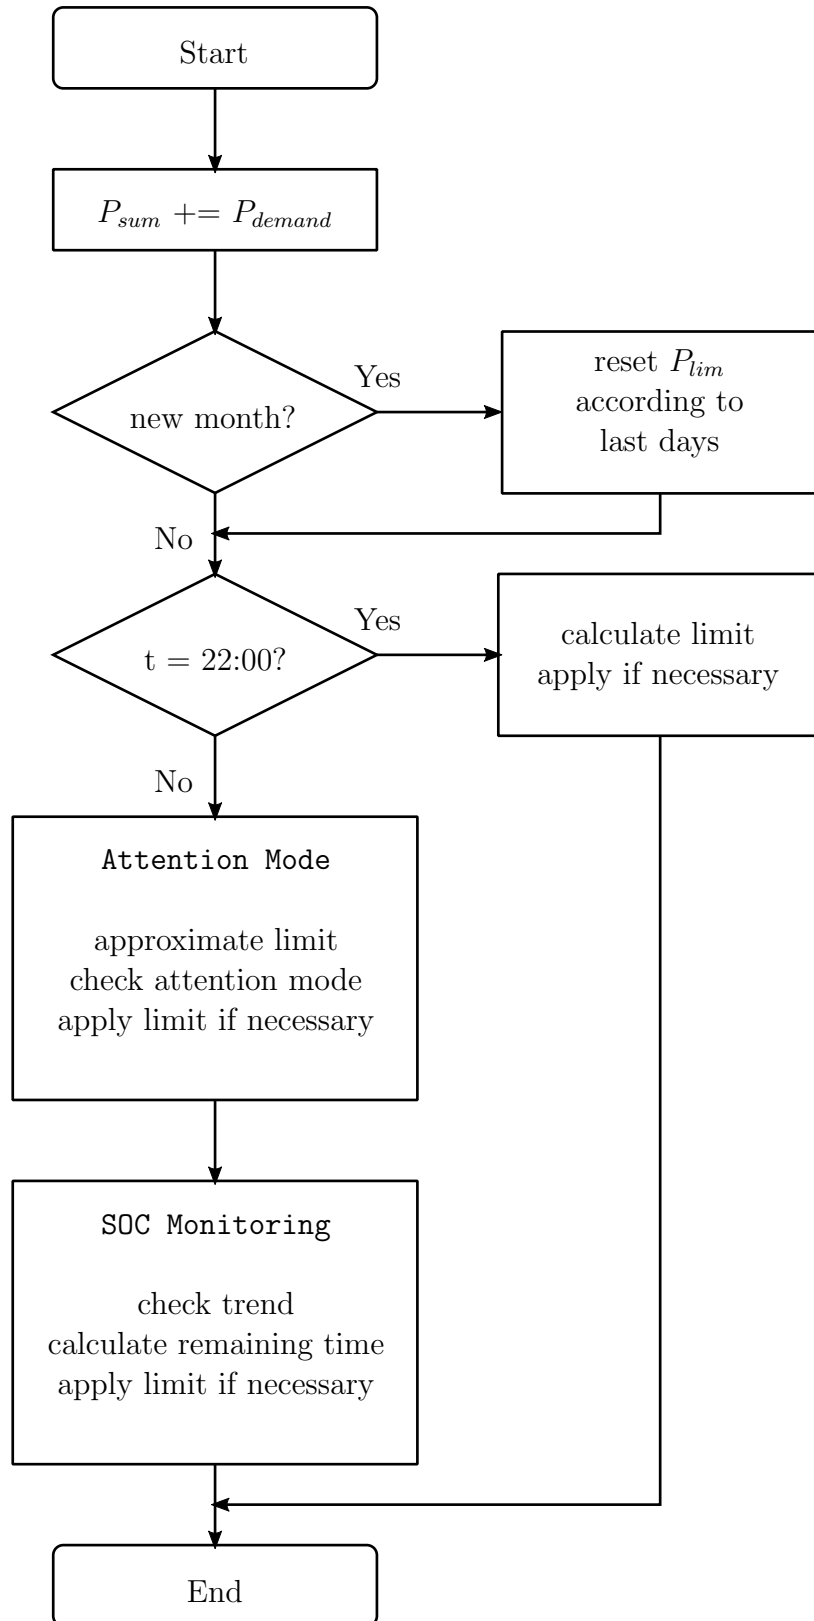 Start
P_sum += P_demand
new month?
Yes
reset P_lim
according to
last days
No
t = 22:00?
Yes
calculate limit
apply if necessary
No
Attention Mode
approximate limit
check attention mode
apply limit if necessary
SOC Monitoring
check trend
calculate remaining time
apply limit if necessary
End